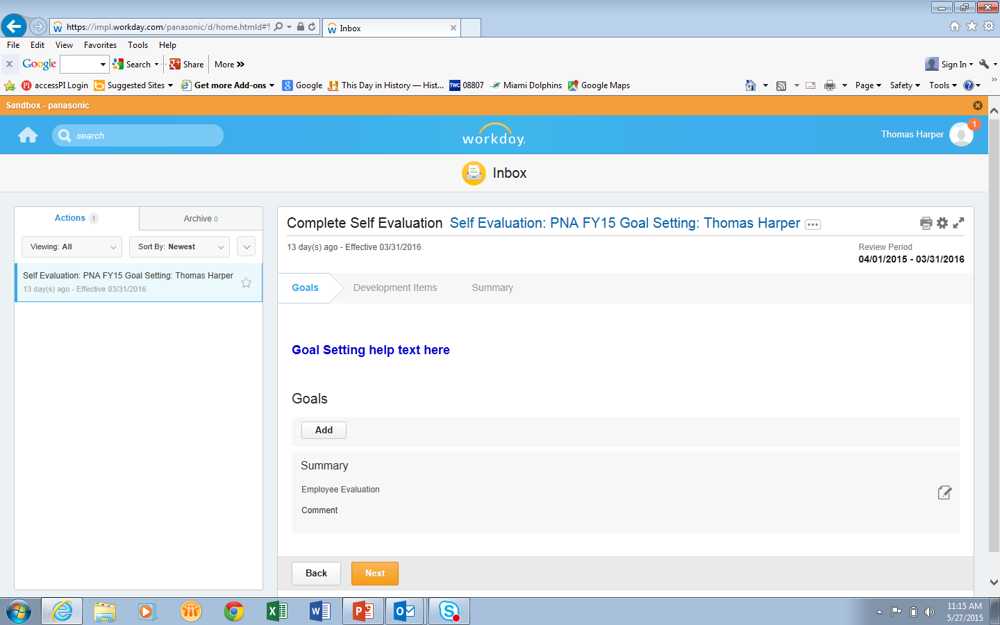 https://impl.workday.com/panasonic/d/home.htmld#
Inbox
File Edit View Favorites Tools Help
x Google Search Share More »
Sign In
accessPI Login Suggested Sites Get more Add-ons Google This Day in History — Hist... 08807 Miami Dolphins Google Maps
Page Safety Tools
Sandbox - panasonic
search
workday.
Thomas Harper
1
Inbox
Actions 1
Archive 0
Viewing: All
Sort By: Newest
Self Evaluation: PNA FY15 Goal Setting: Thomas Harper
13 day(s) ago - Effective 03/31/2016
Complete Self Evaluation Self Evaluation: PNA FY15 Goal Setting: Thomas Harper
13 day(s) ago - Effective 03/31/2016
Review Period
04/01/2015 - 03/31/2016
Goals
Development Items
Summary
Goal Setting help text here
Goals
Add
Summary
Employee Evaluation
Comment
Back
Next
11:15 AM
5/27/2015